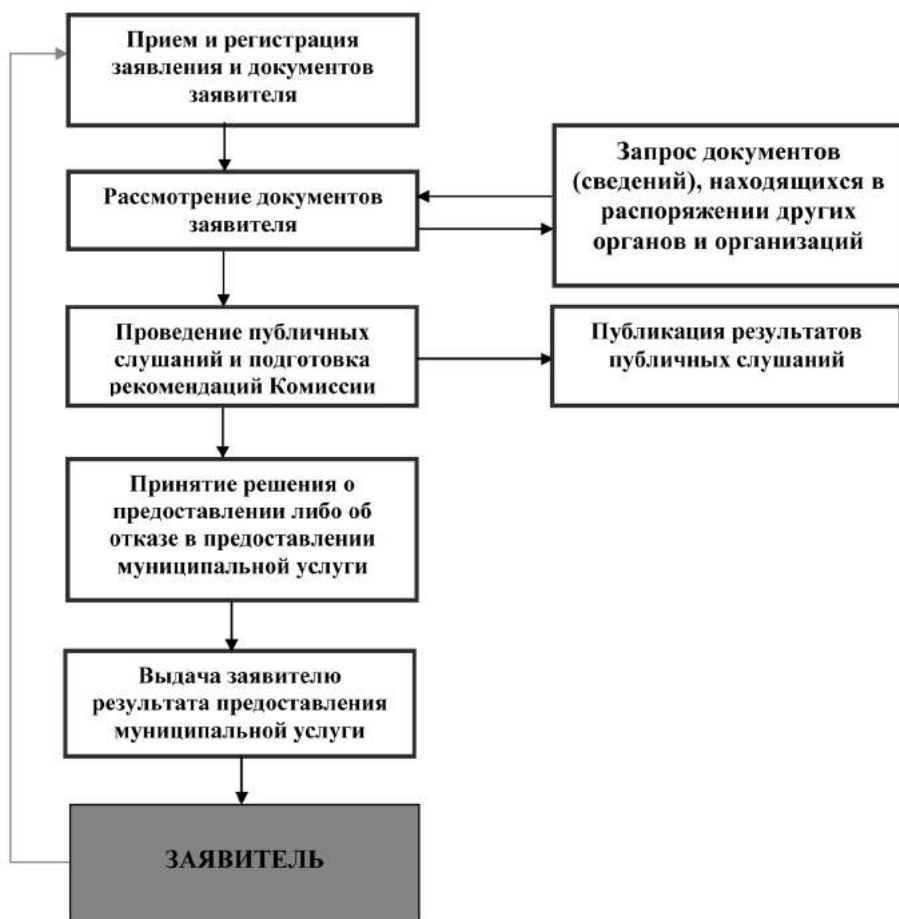 Прием и регистрация
заявления и документов
заявителя
Рассмотрение документов
заявителя
Запрос документов
(сведений), находящихся в
распоряжении других
органов и организаций
Проведение публичных
слушаний и подготовка
рекомендаций Комиссии
Публикация результатов
публичных слушаний
Принятие решения о
предоставлении либо об
отказе в предоставлении
муниципальной услуги
Выдача заявителю
результата предоставления
муниципальной услуги
ЗАЯВИТЕЛЬ